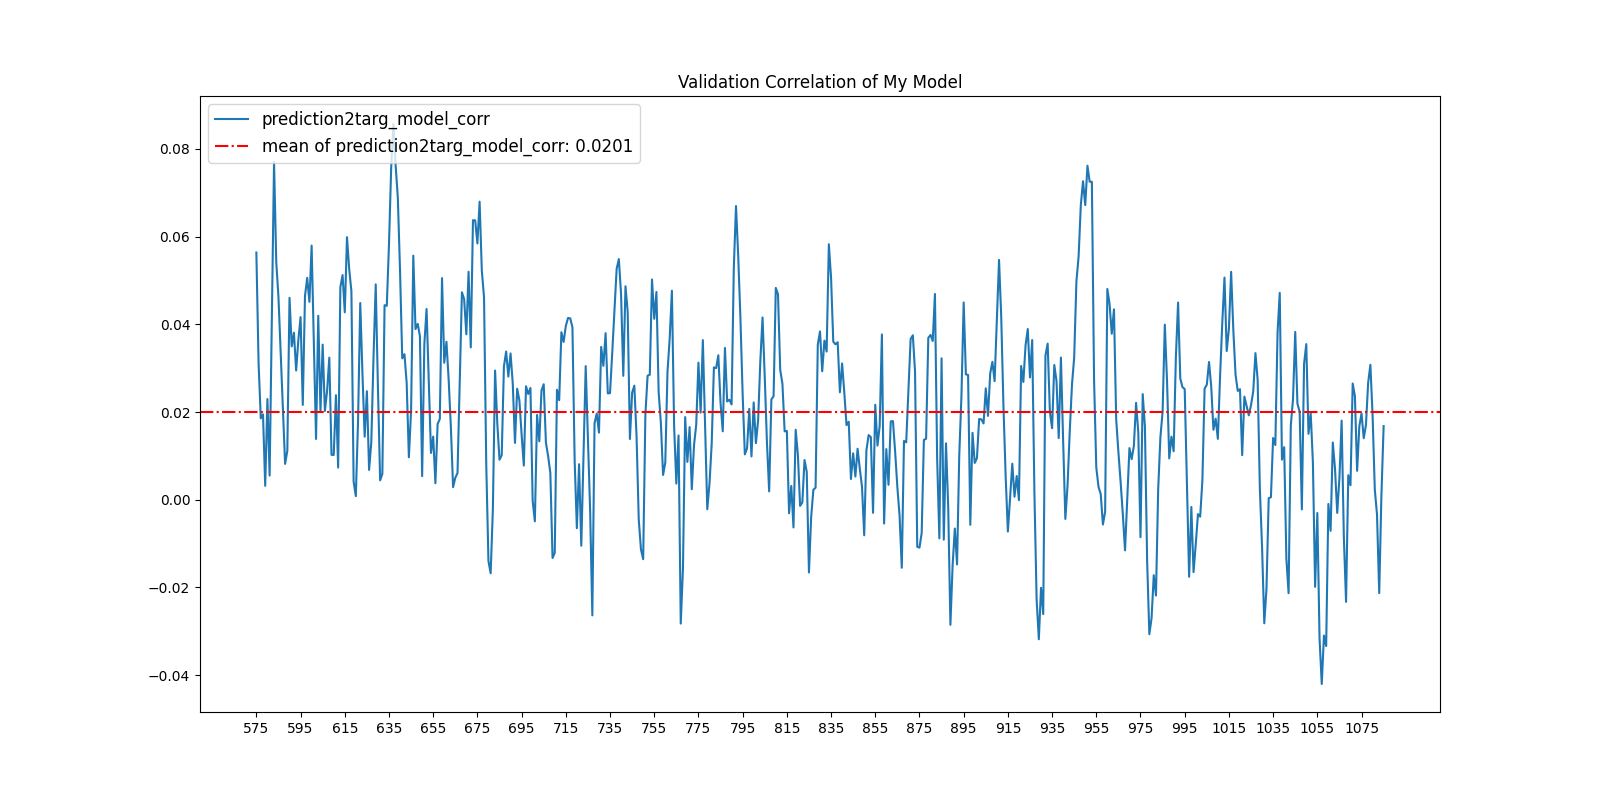 Validation Correlation of My Model
prediction2targ_model_corr
mean of prediction2targ_model_corr: 0.0201
0.08
0.06
0.04
0.02
0.00
−0.02
−0.04
575 595 615 635 655 675 695 715 735 755 775 795 815 835 855 875 895 915 935 955 975 995 1015 1035 1055 1075